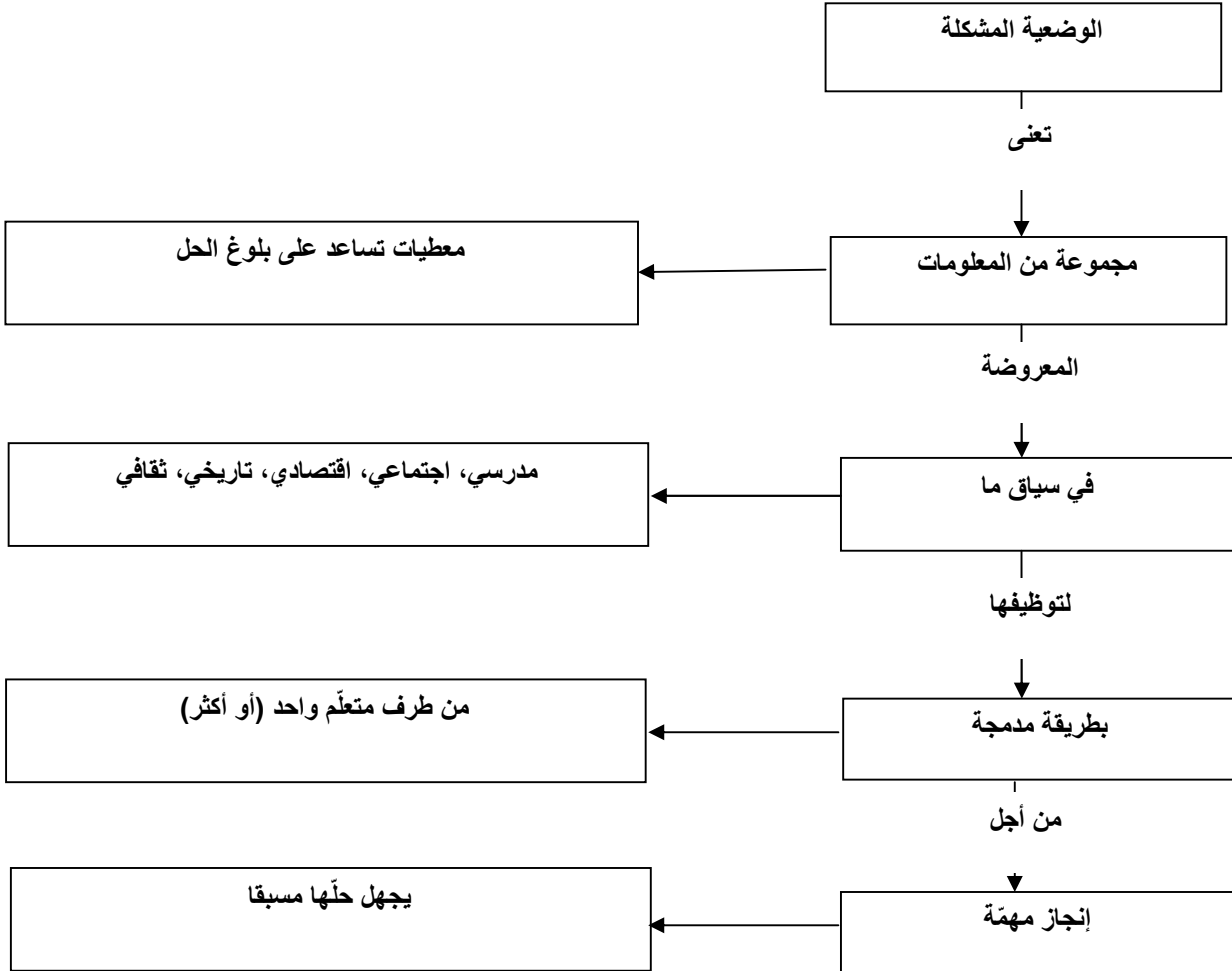 الوضعية المشكلة
تعنى
مجموعة من المعلومات
معطيات تساعد على بلوغ الحل
المعروضة
في سياق ما
مدرسي، اجتماعي، اقتصادي، تاريخي، ثقافي
لتوظيفها
بطريقة مدمجة
من طرف متعلّم واحد (أو أكثر)
من أجل
إنجاز مهمّة
يجهل حلّها مسبقا